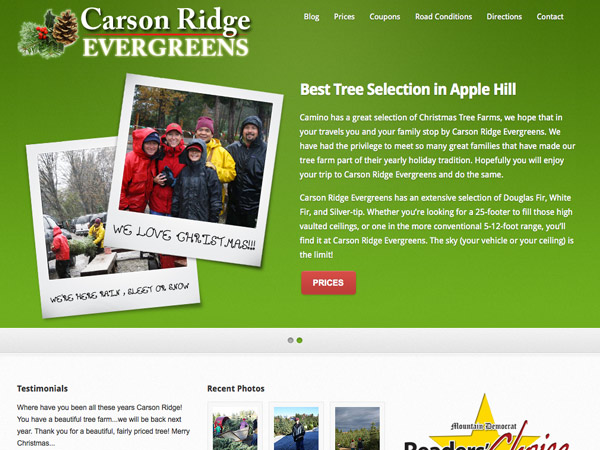 Carson Ridge
EVERGREENS
Blog Prices Coupons Road Conditions Directions Contact
Best Tree Selection in Apple Hill
Camino has a great selection of Christmas Tree Farms, we hope that in
your travels you and your family stop by Carson Ridge Evergreens. We
have had the privilege to meet so many great families that have made our
tree farm part of their yearly holiday tradition. Hopefully you will enjoy
your trip to Carson Ridge Evergreens and do the same.
Carson Ridge Evergreens has an extensive selection of Douglas Fir, White
Fir, and Silver-tip. Whether you're looking for a 25-footer to fill those high
vaulted ceilings, or one in the more conventional 5-12-foot range, you'll
find it at Carson Ridge Evergreens. The sky (your vehicle or your ceiling) is
the limit!
PRICES
WE LOVE CHRISTMAS!!!
WE'RE HERE RAIN, SLEET OR SNOW
Testimonials
Where have you been all these years Carson Ridge!
You have a beautiful tree farm...we will be back next
year. Thank you for a beautiful, fairly priced tree! Merry
Christmas...
Recent Photos
Mountain Democrat
Readers' Choice